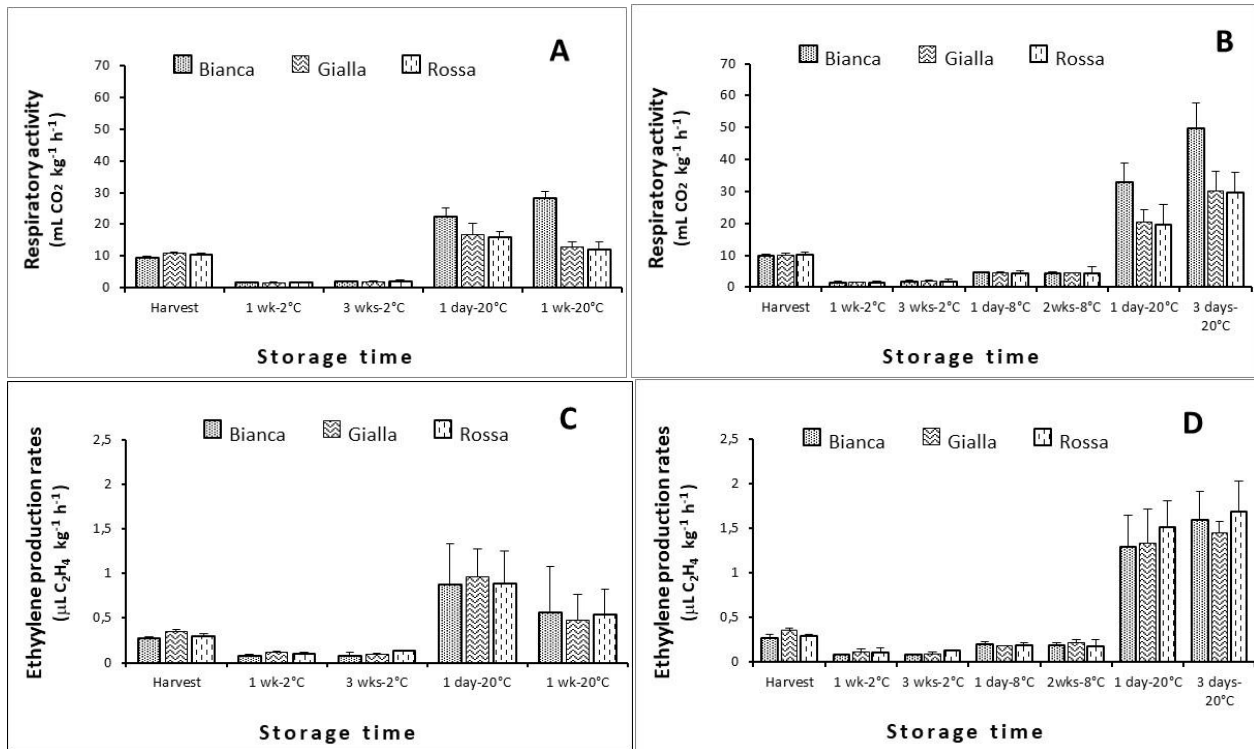 A
Bianca Gialla Rossa
Respiratory activity
(mL CO₂ kg⁻¹ h⁻¹)
70
60
50
40
30
20
10
0
Harvest 1 wk-2°C 3 wks-2°C 1 day-20°C 1 wk-20°C
Storage time
B
Bianca Gialla Rossa
Respiratory activity
(mL CO₂ kg⁻¹ h⁻¹)
70
60
50
40
30
20
10
0
Harvest 1 wk-2°C 3 wks-2°C 1 day-8°C 2wks-8°C 1 day-20°C 3 days-
20°C
Storage time
C
Bianca Gialla Rossa
Ethyylene production rates
(µL C₂H₄ kg⁻¹ h⁻¹)
2,5
2
1,5
1
0,5
0
Harvest 1 wk-2°C 3 wks-2°C 1 day-20°C 1 wk-20°C
Storage time
D
Bianca Gialla Rossa
Ethyylene production rates
(µL C₂H₄ kg⁻¹ h⁻¹)
2,5
2
1,5
1
0,5
0
Harvest 1 wk-2°C 3 wks-2°C 1 day-8°C 2wks-8°C 1 day-20°C 3 days-
20°C
Storage time